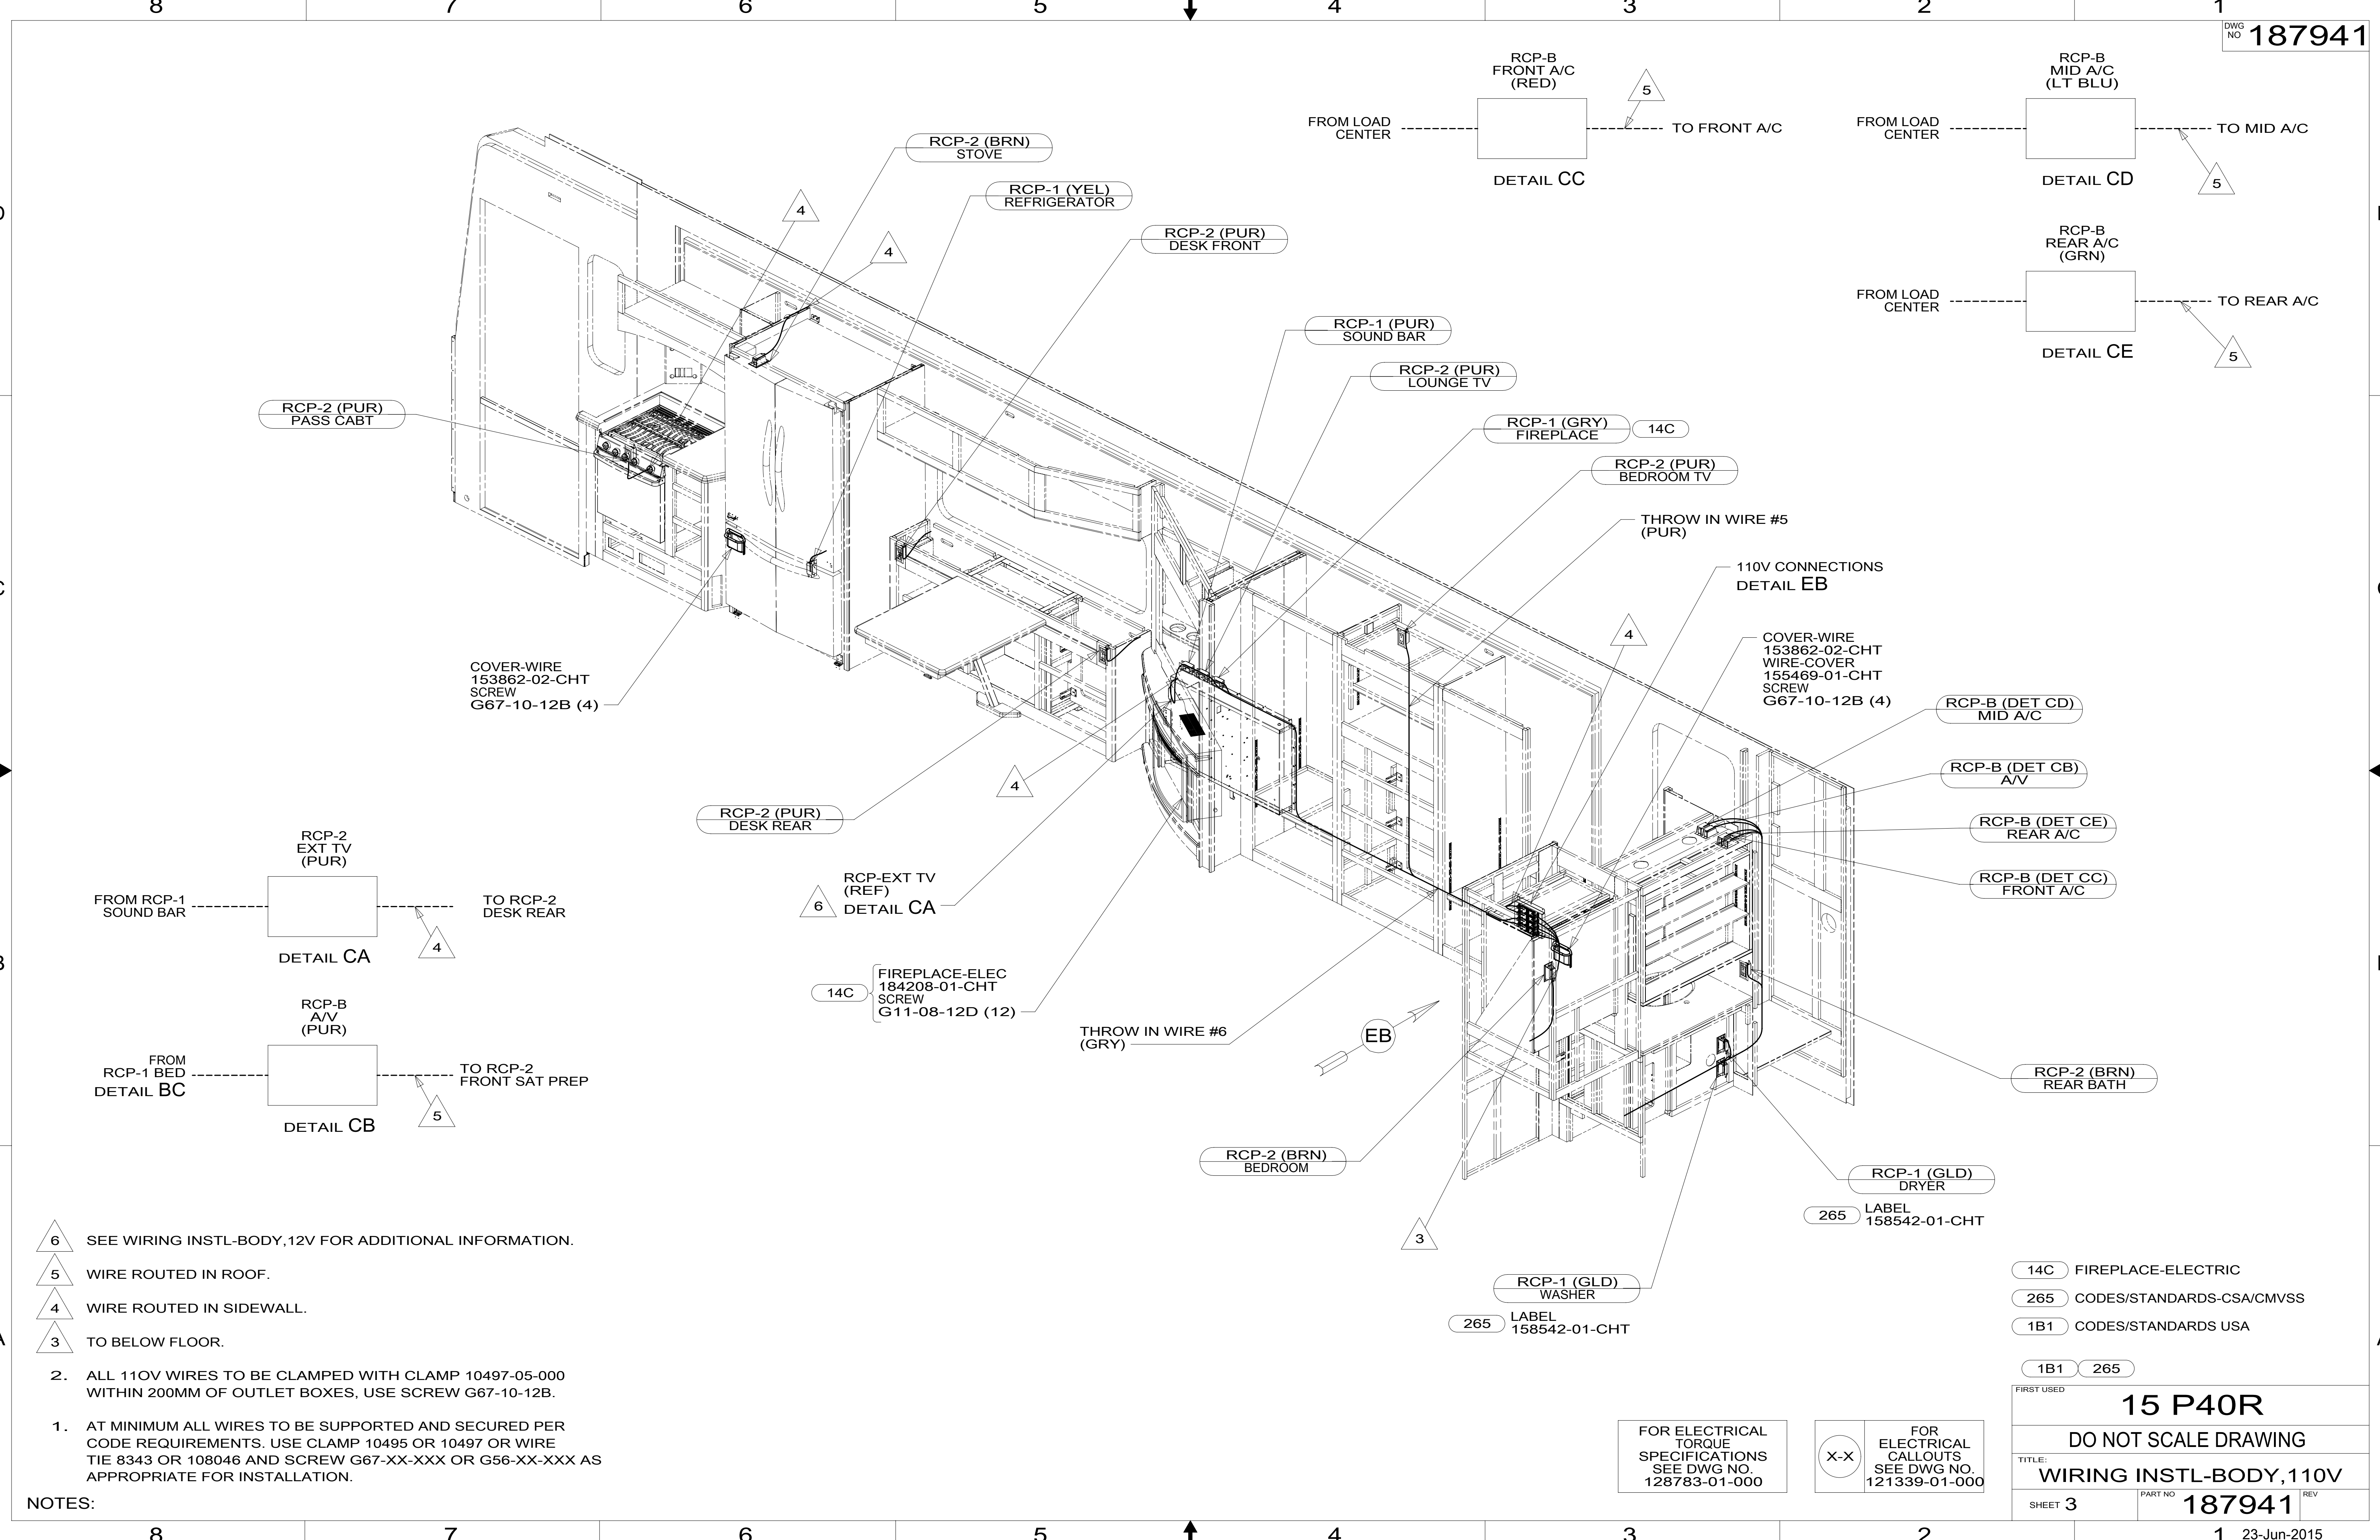 8 7 6 5 4 3 2 1
DWG NO 187941
RCP-B
FRONT A/C
(RED)
5
FROM LOAD
CENTER
TO FRONT A/C
DETAIL CC
RCP-B
MID A/C
(LT BLU)
FROM LOAD
CENTER
TO MID A/C
DETAIL CD
5
RCP-B
REAR A/C
(GRN)
FROM LOAD
CENTER
TO REAR A/C
DETAIL CE
5
RCP-2 (BRN)
STOVE
RCP-1 (YEL)
REFRIGERATOR
4
4
RCP-2 (PUR)
DESK FRONT
RCP-1 (PUR)
SOUND BAR
RCP-2 (PUR)
LOUNGE TV
RCP-2 (PUR)
PASS CABT
RCP-1 (GRY)
FIREPLACE
14C
RCP-2 (PUR)
BEDROOM TV
THROW IN WIRE #5
(PUR)
110V CONNECTIONS
DETAIL EB
4
COVER-WIRE
153862-02-CHT
WIRE-COVER
155469-01-CHT
SCREW
G67-10-12B (4)
COVER-WIRE
153862-02-CHT
SCREW
G67-10-12B (4)
RCP-B (DET CD)
MID A/C
RCP-B (DET CB)
A/V
RCP-B (DET CE)
REAR A/C
RCP-B (DET CC)
FRONT A/C
4
RCP-2 (PUR)
DESK REAR
RCP-2
EXT TV
(PUR)
FROM RCP-1
SOUND BAR
TO RCP-2
DESK REAR
4
DETAIL CA
6
RCP-EXT TV
(REF)
DETAIL CA
14C
FIREPLACE-ELEC
184208-01-CHT
SCREW
G11-08-12D (12)
RCP-B
A/V
(PUR)
FROM
RCP-1 BED
DETAIL BC
TO RCP-2
FRONT SAT PREP
5
DETAIL CB
THROW IN WIRE #6
(GRY)
EB
RCP-2 (BRN)
REAR BATH
RCP-2 (BRN)
BEDROOM
RCP-1 (GLD)
DRYER
265
LABEL
158542-01-CHT
3
RCP-1 (GLD)
WASHER
265
LABEL
158542-01-CHT
6 SEE WIRING INSTL-BODY,12V FOR ADDITIONAL INFORMATION.
5 WIRE ROUTED IN ROOF.
4 WIRE ROUTED IN SIDEWALL.
3 TO BELOW FLOOR.
2. ALL 11OV WIRES TO BE CLAMPED WITH CLAMP 10497-05-000
WITHIN 200MM OF OUTLET BOXES, USE SCREW G67-10-12B.
1. AT MINIMUM ALL WIRES TO BE SUPPORTED AND SECURED PER
CODE REQUIREMENTS. USE CLAMP 10495 OR 10497 OR WIRE
TIE 8343 OR 108046 AND SCREW G67-XX-XXX OR G56-XX-XXX AS
APPROPRIATE FOR INSTALLATION.
NOTES:
14C FIREPLACE-ELECTRIC
265 CODES/STANDARDS-CSA/CMVSS
1B1 CODES/STANDARDS USA
1B1 265
FOR ELECTRICAL
TORQUE
SPECIFICATIONS
SEE DWG NO.
128783-01-000
X-X
FOR
ELECTRICAL
CALLOUTS
SEE DWG NO.
121339-01-000
FIRST USED
15 P40R
DO NOT SCALE DRAWING
TITLE:
WIRING INSTL-BODY,110V
SHEET 3
PART NO 187941 REV
8 7 6 5 4 3 2 1
23-Jun-2015